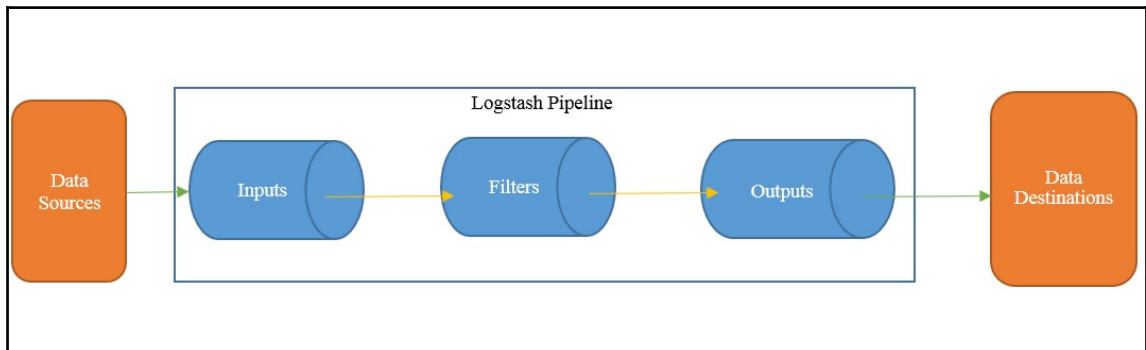 Logstash Pipeline
Data
Sources
Inputs
Filters
Outputs
Data
Destinations